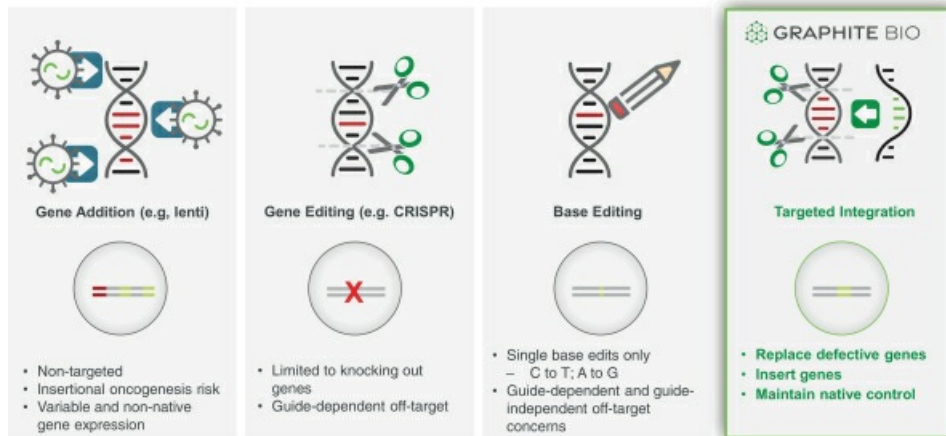 GRAPHITE BIO
Gene Addition (e.g, lenti)
Non-targeted
Insertional oncogenesis risk
Variable and non-native
gene expression
Gene Editing (e.g. CRISPR)
X
Limited to knocking out
genes
Guide-dependent off-target
Base Editing
Single base edits only
– C to T; A to G
Guide-dependent and guide-
independent off-target
concerns
Targeted Integration
Replace defective genes
Insert genes
Maintain native control